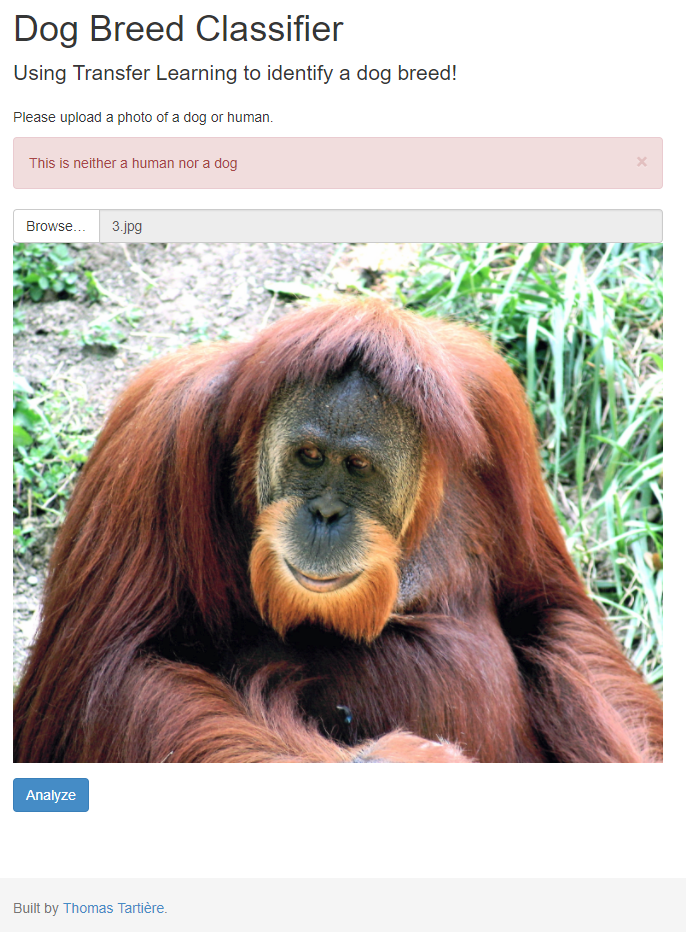 Dog Breed Classifier
Using Transfer Learning to identify a dog breed!
Please upload a photo of a dog or human.
This is neither a human nor a dog ×
Browse… 3.jpg
Analyze
Built by Thomas Tartière.